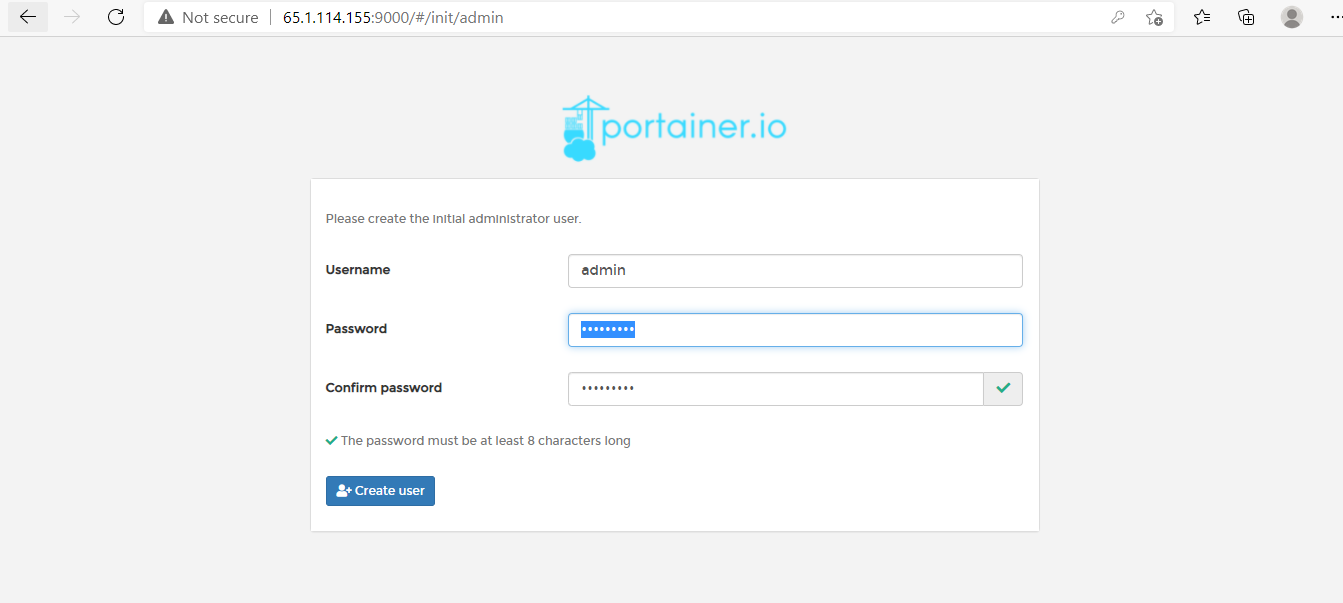 Not secure 65.1.114.155:9000/#/init/admin
portainer.io
Please create the initial administrator user.
Username admin
Password •••••••••
Confirm password •••••••••
The password must be at least 8 characters long
Create user